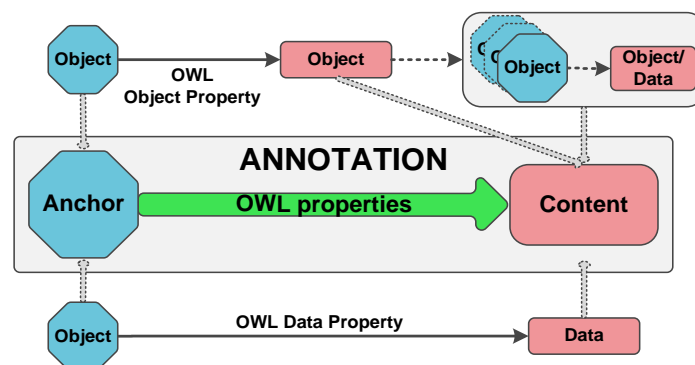 Object
OWL
Object Property
Object
Object
Object/
Data
ANNOTATION
Anchor
OWL properties
Content
Object
OWL Data Property
Data